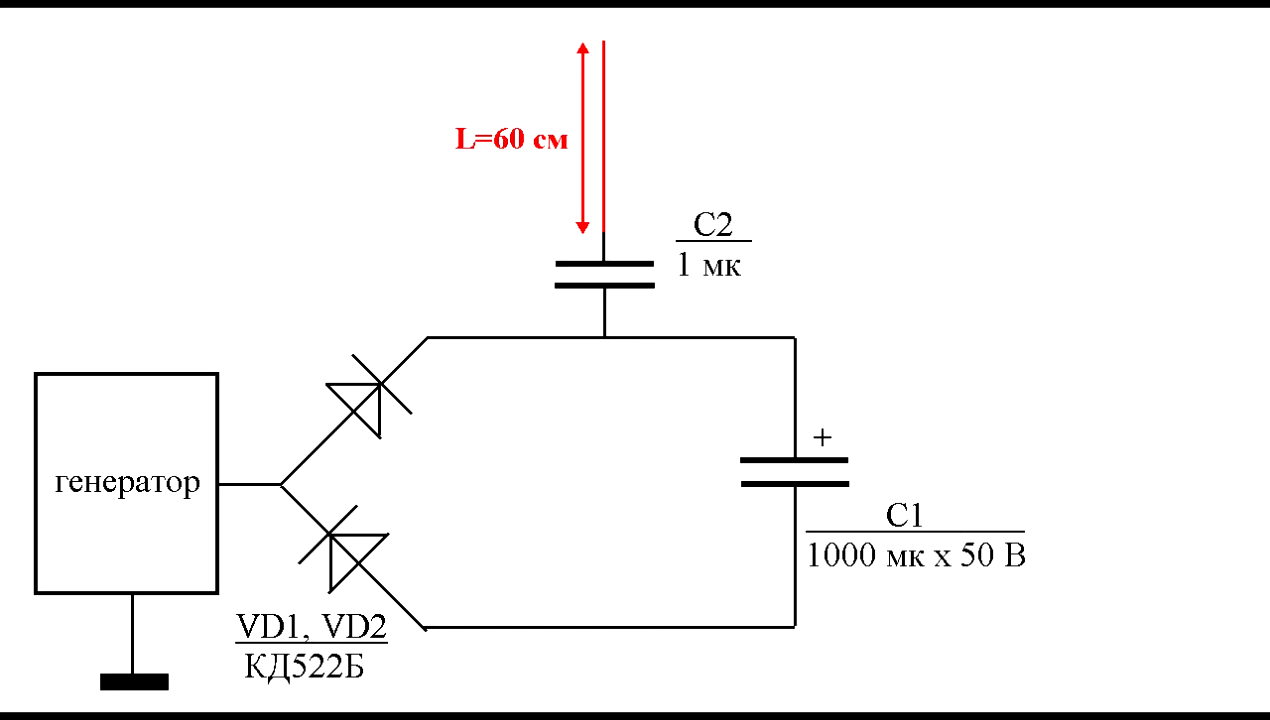 L=60 см
C2
1 мк
+
генератор
C1
1000 мк x 50 В
VD1, VD2
КД522Б